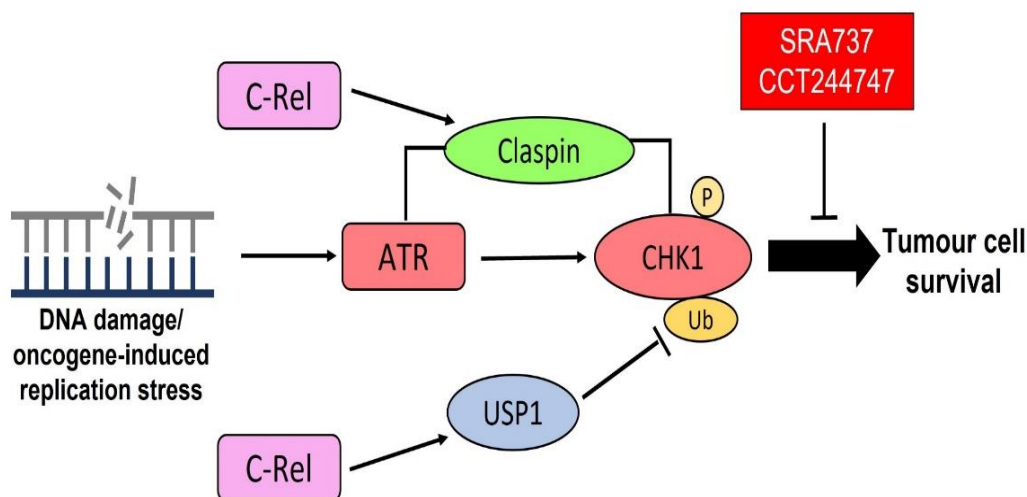 SRA737
CCT244747
C-Rel
Claspin
P
ATR
CHK1
Tumour cell
survival
Ub
DNA damage/
oncogene-induced
replication stress
USP1
C-Rel